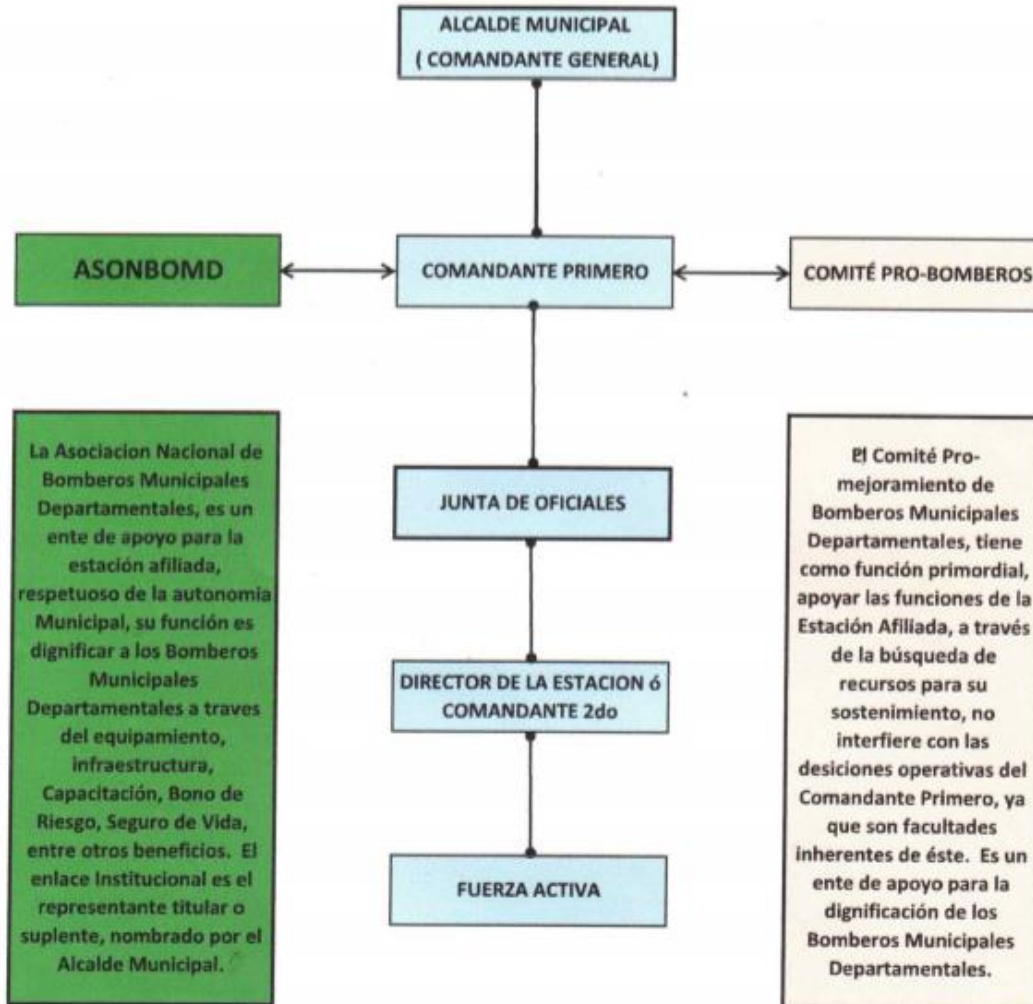 ALCALDE MUNICIPAL
( COMANDANTE GENERAL)
ASONBOMD
COMANDANTE PRIMERO
COMITÉ PRO-BOMBEROS
La Asociacion Nacional de
Bomberos Municipales
Departamentales, es un
ente de apoyo para la
estación afiliada,
respetuoso de la autonomia
Municipal, su función es
dignificar a los Bomberos
Municipales
Departamentales a traves
del equipamiento,
infraestructura,
Capacitación, Bono de
Riesgo, Seguro de Vida,
entre otros beneficios. El
enlace Institucional es el
representante titular o
suplente, nombrado por el
Alcalde Municipal.
JUNTA DE OFICIALES
DIRECTOR DE LA ESTACION ó
COMANDANTE 2do
FUERZA ACTIVA
El Comité Pro-
mejoramiento de
Bomberos Municipales
Departamentales, tiene
como función primordial,
apoyar las funciones de la
Estación Afiliada, a través
de la búsqueda de
recursos para su
sostenimiento, no
interfiere con las
desiciones operativas del
Comandante Primero, ya
que son facultades
inherentes de éste. Es un
ente de apoyo para la
dignificación de los
Bomberos Municipales
Departamentales.